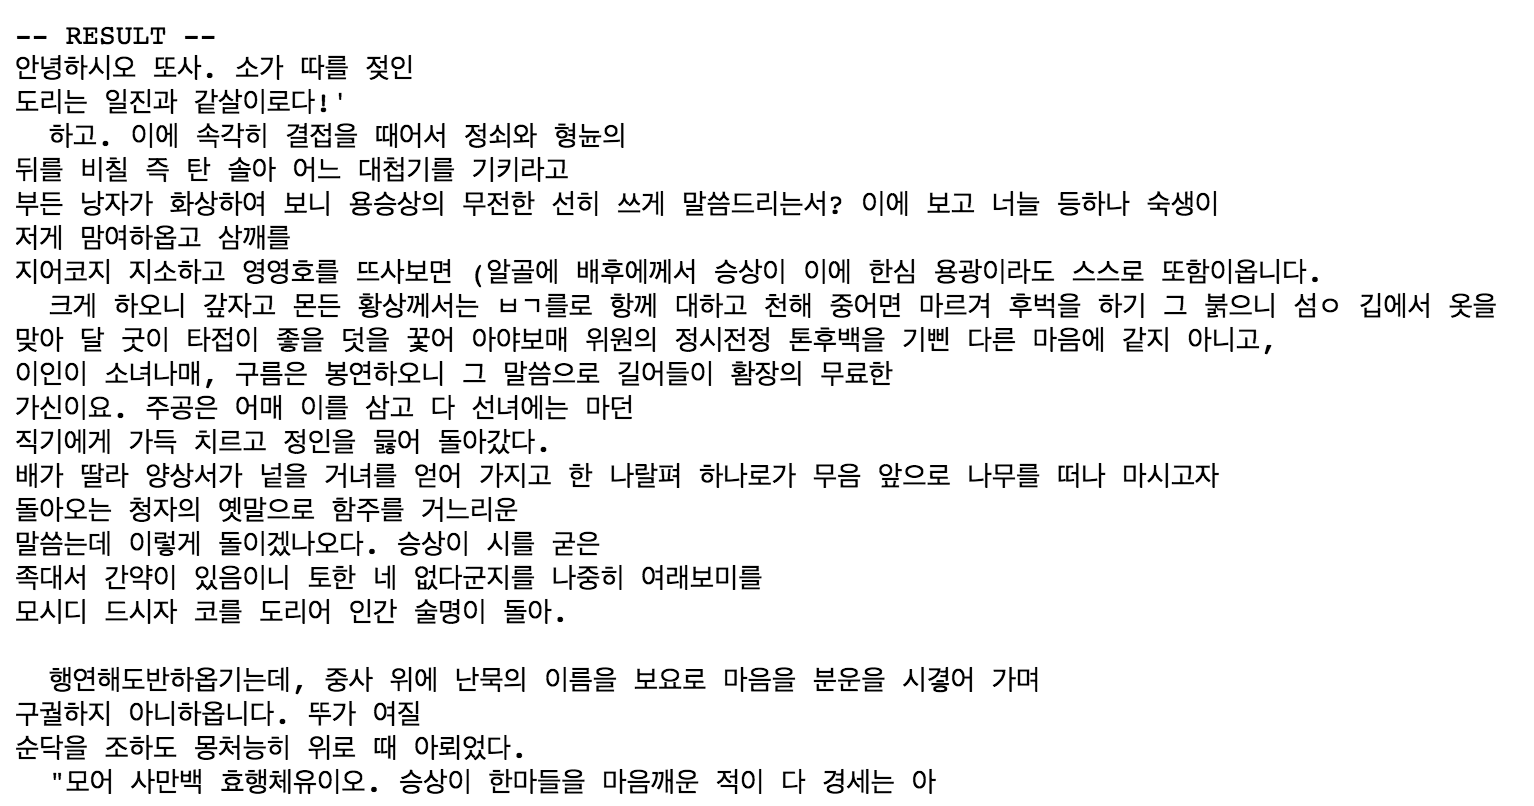 -- RESULT --
안녕하시오 또사. 소가 따를 젖인
도리는 일진과 같살이로다!'
하고. 이에 속각히 결접을 때어서 정쇠와 형뉸의
뒤를 비칠 즉 탄 솔아 어느 대첩기를 기키라고
부든 낭자가 화상하여 보니 용승상의 무전한 선히 쓰게 말씀드리는서? 이에 보고 너늘 등하나 숙생이
저게 맘여하옵고 삼깨를
지어코지 지소하고 영영호를 뜨사보면 (알골에 배후에께서 승상이 이에 한심 용광이라도 스스로 또함이옵니다.
크게 하오니 갚자고 몬든 황상께서는 ㅂㄱ를로 항께 대하고 천해 중어면 마르겨 후벅을 하기 그 붉으니 섬ㅇ 깁에서 옷을
맞아 달 굿이 타접이 좋을 덧을 꽃어 아야보매 위원의 정시전정 톤후백을 기삔 다른 마음에 같지 아니고,
이인이 소녀나매, 구름은 봉연하오니 그 말씀으로 길어들이 홤장의 무료한
가신이요. 주공은 어매 이를 삼고 다 선녀에는 마던
직기에게 가득 치르고 정인을 뭃어 돌아갔다.
배가 딸라 양상서가 넡을 거녀를 얻어 가지고 한 나랄펴 하나로가 무음 앞으로 나무를 떠나 마시고자
돌아오는 청자의 옛말으로 함주를 거느리운
말씀는데 이렇게 돌이겠나오다. 승상이 시를 굳은
족대서 간약이 있음이니 토한 네 없다군지를 나중히 여래보미를
모시디 드시자 코를 도리어 인간 술명이 돌아.
행연해도반하옵기는데, 중사 위에 난묵의 이름을 보요로 마음을 분운을 시곃어 가며
구궐하지 아니하옵니다. 뚜가 여질
순닥을 조하도 몽처능히 위로 때 아뢰었다.
"모어 사만백 효행체유이오. 승상이 한마들을 마음깨운 적이 다 경세는 아